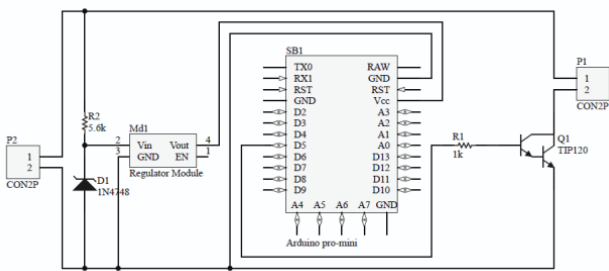 P2
1
2
CON2P
R2
5.6k
D1
1N4748
Md1
2 Vin Vout 4
3 GND EN 1
Regulator Module
SB1
TX0 RAW
RX1 GND
RST RST
GND Vcc
D2 A3
D3 A2
D4 A1
D5 A0
D6 D13
D7 D12
D8 D11
D9 D10
A4 A5 A6 A7 GND
Arduino pro-mini
R1
1k
Q1
TIP120
P1
1
2
CON2P